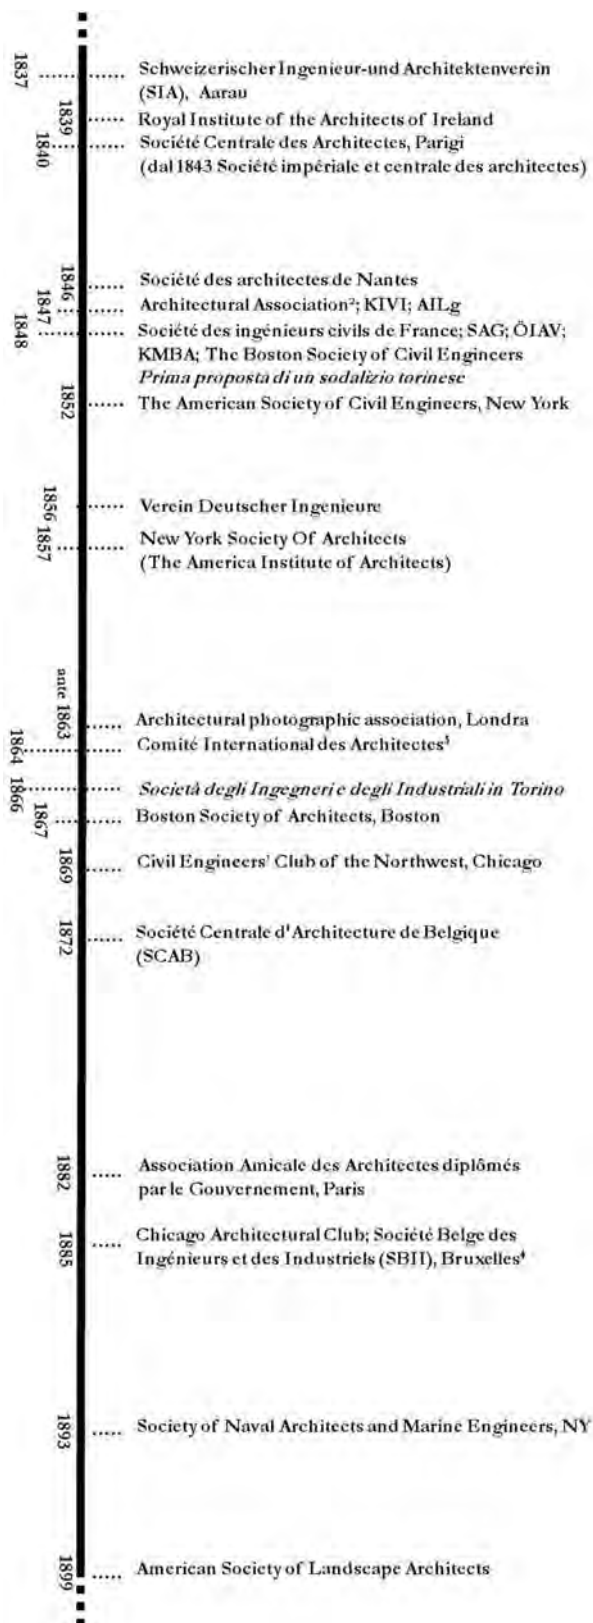 1837
Schweizerischer Ingenieur-und Architektenverein
(SIA), Aarau
1839
Royal Institute of the Architects of Ireland
1840
Société Centrale des Architectes, Parigi
(dal 1843 Société impériale et centrale des architectes)
1846
Société des architectes de Nantes
1847
Architectural Association²; KIVI; AILg
1848
Société des ingénieurs civils de France; SAG; ÖIAV;
KMBA; The Boston Society of Civil Engineers
Prima proposta di un sodalizio torinese
1852
The American Society of Civil Engineers, New York
1856
Verein Deutscher Ingenieure
1857
New York Society Of Architects
(The America Institute of Architects)
ante 1863
Architectural photographic association, Londra
1864
Comité International des Architectes³
1866
Società degli Ingegneri e degli Industriali in Torino
1867
Boston Society of Architects, Boston
1869
Civil Engineers' Club of the Northwest, Chicago
1872
Société Centrale d'Architecture de Belgique
(SCAB)
1882
Association Amicale des Architectes diplômés
par le Gouvernement, Paris
1885
Chicago Architectural Club; Société Belge des
Ingénieurs et des Industriels (SBII), Bruxelles⁴
1893
Society of Naval Architects and Marine Engineers, NY
1899
American Society of Landscape Architects